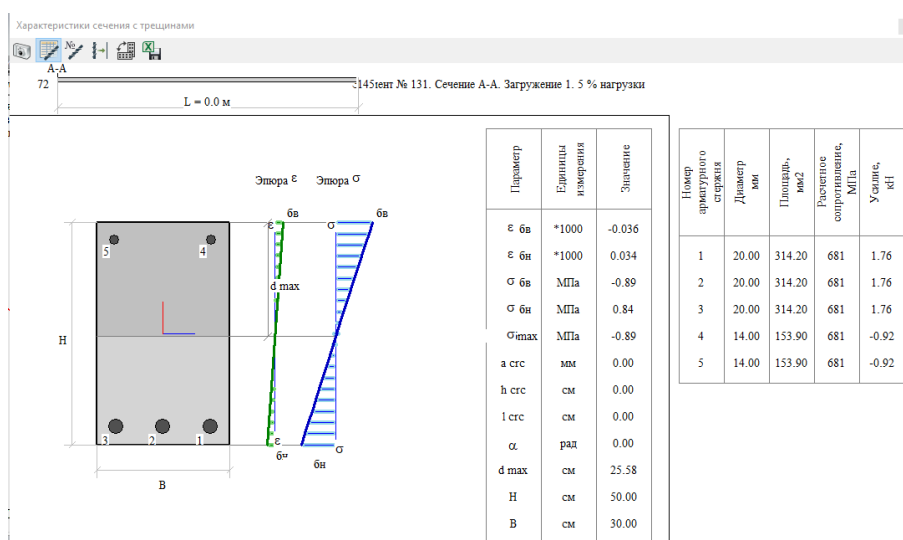 Характеристики сечения с трещинами
№
A-A
72
мент № 131. Сечение А-А. Загружение 1. 5 % нагрузки
L = 0.0 м
Эпюра ε Эпюра σ
бв
бв
ε
σ
5
4
d max
H
3
2
1
ε
σ
бч
бн
B
Параметр Единицы измерения Значение
ε бв *1000 -0.036
ε бн *1000 0.034
σ бв МПа -0.89
σ бн МПа 0.84
σmax МПа -0.89
a crc мм 0.00
h crc см 0.00
l crc см 0.00
α рад 0.00
d max см 25.58
H см 50.00
B см 30.00
Номер арматурного стержня Диаметр мм Площадь, мм2 Расчетное сопротивление, МПа Усилие, кН
1 20.00 314.20 681 1.76
2 20.00 314.20 681 1.76
3 20.00 314.20 681 1.76
4 14.00 153.90 681 -0.92
5 14.00 153.90 681 -0.92